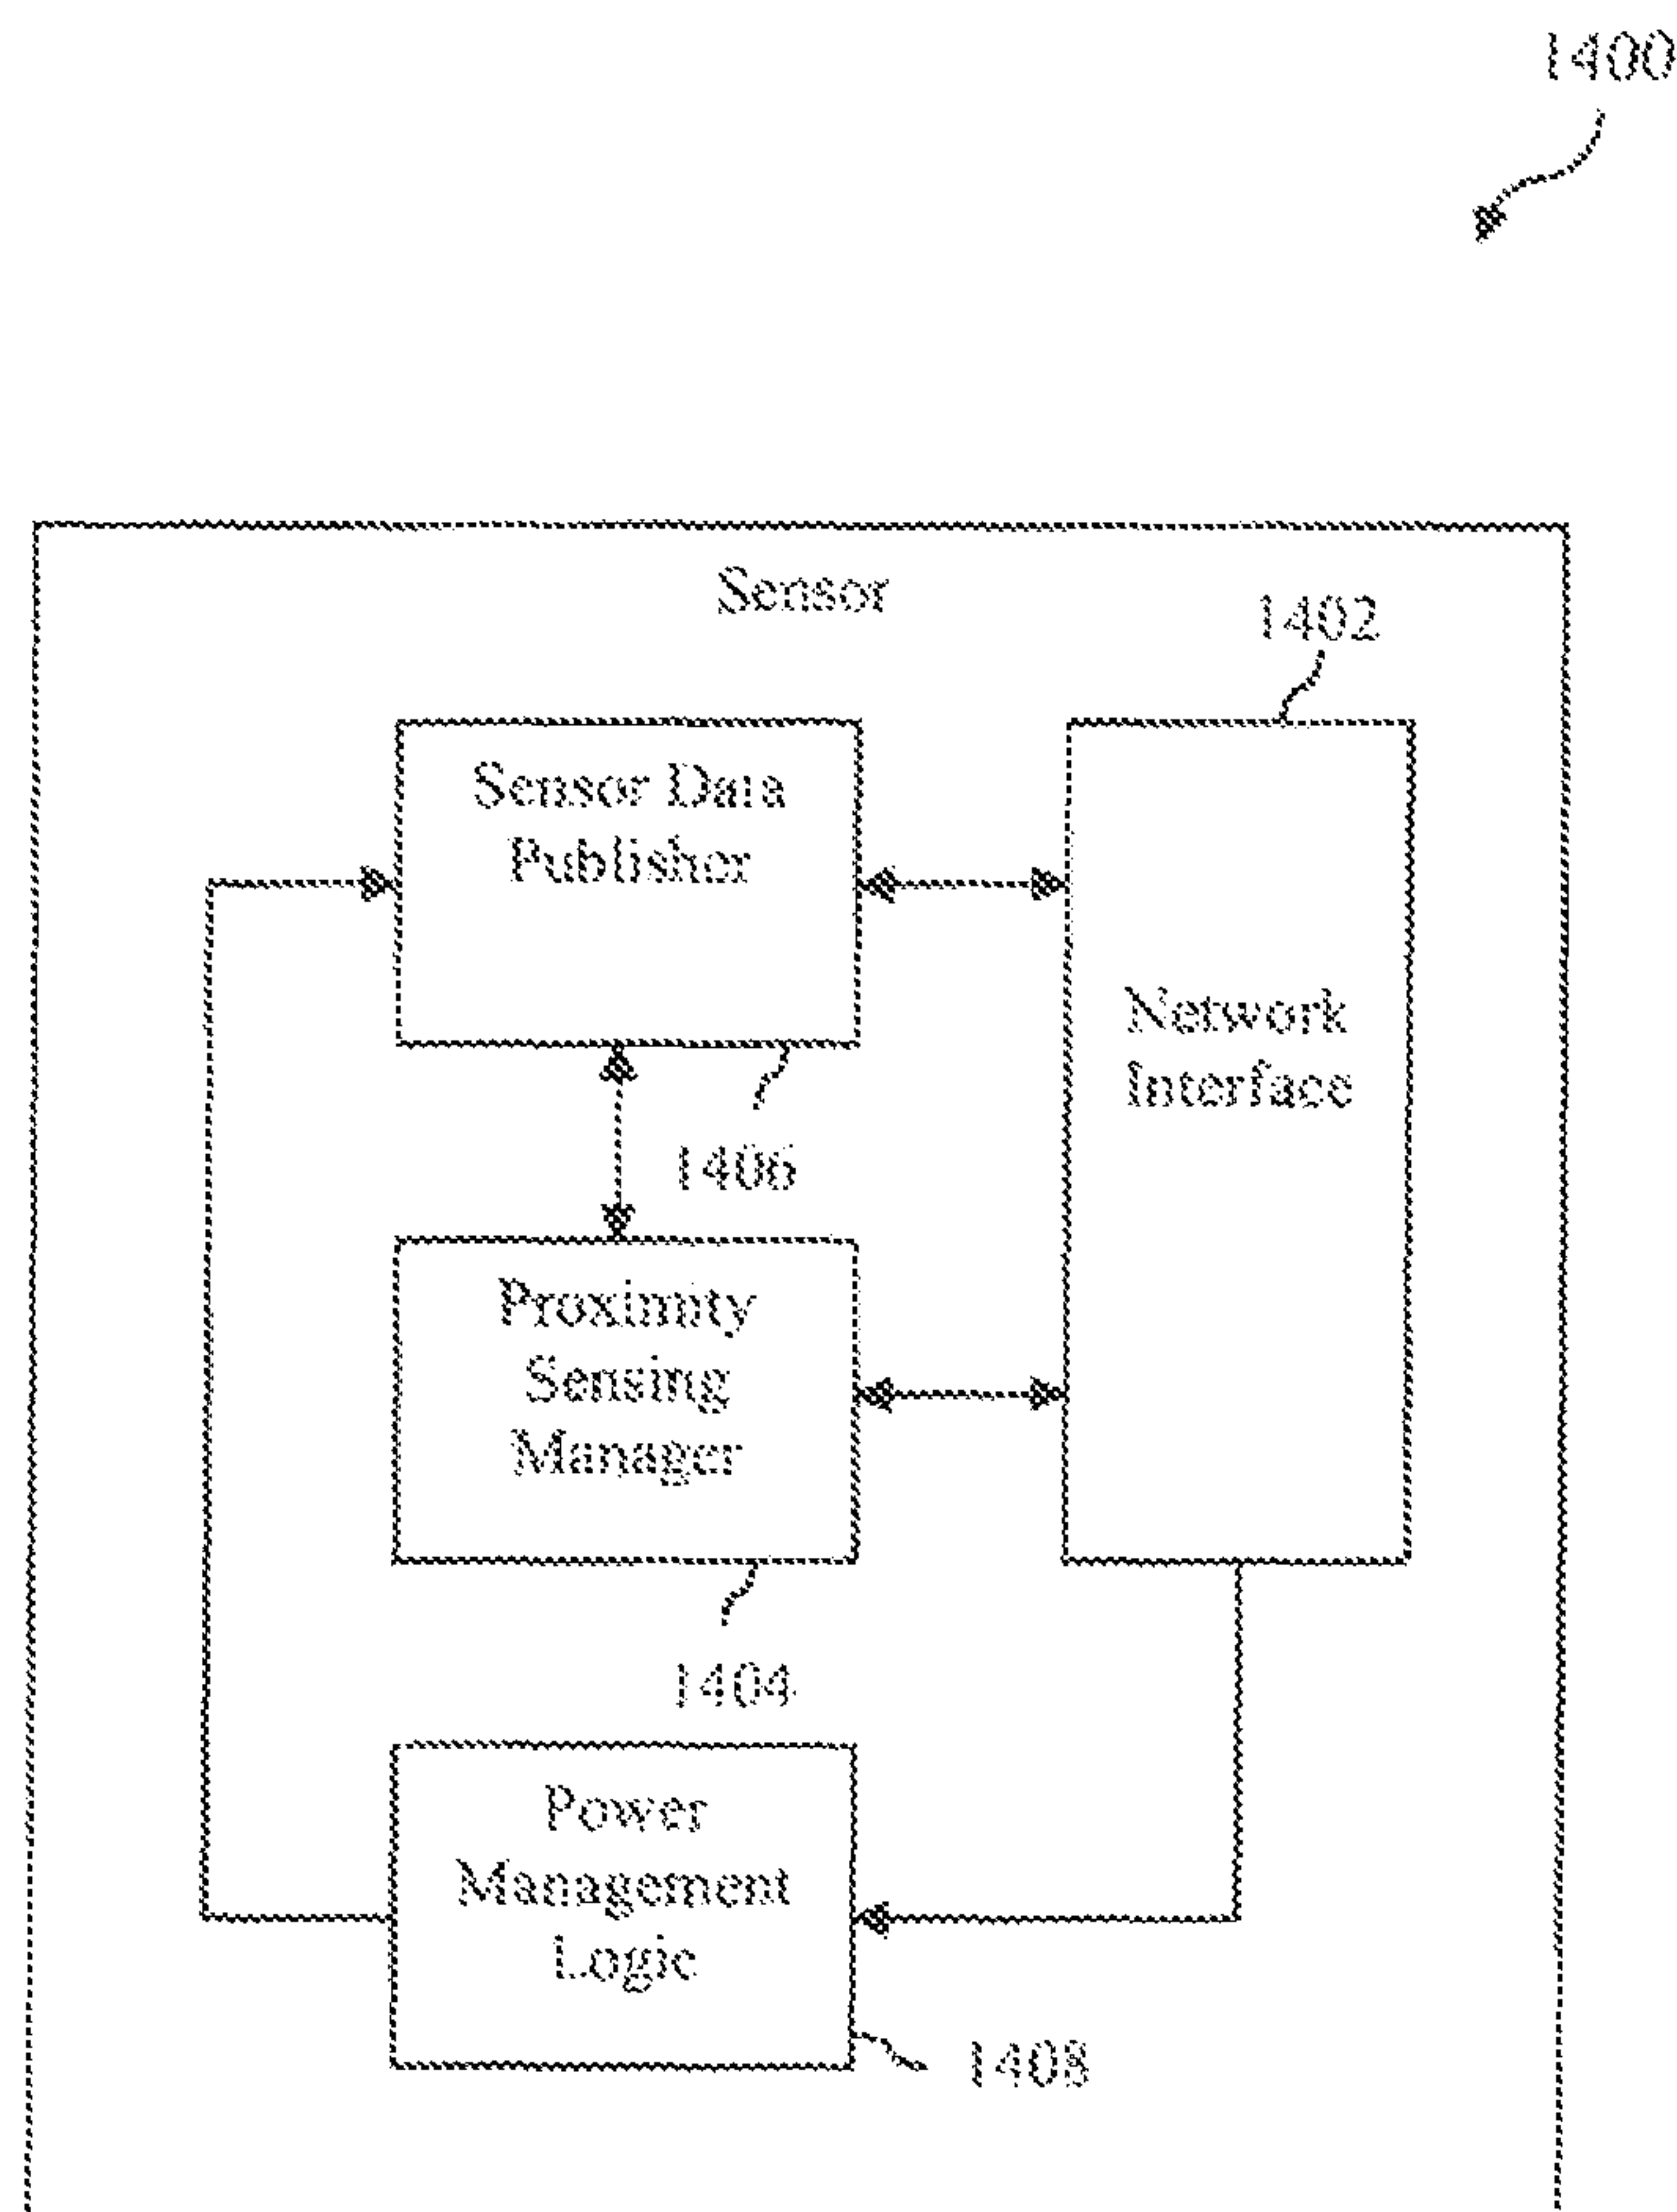 1400
Sensor
1402
Sensor Data
Publisher
Network
Interface
1406
Proximity
Sensing
Manager
1404
Power
Management
Logic
1408